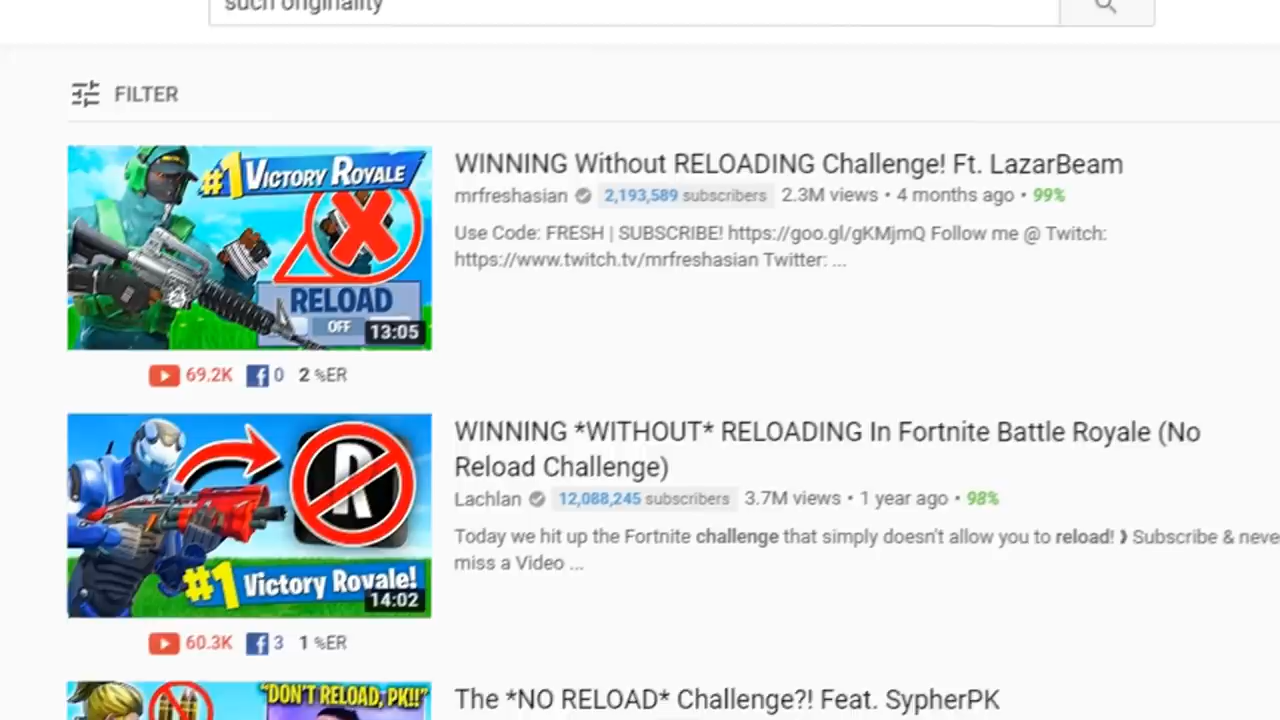 such originality
FILTER
#1 VICTORY ROYALE
RELOAD
OFF
13:05
69.2K 0 2 %ER
WINNING Without RELOADING Challenge! Ft. LazarBeam
mrfreshasian 2,193,589 subscribers 2.3M views • 4 months ago • 99%
Use Code: FRESH | SUBSCRIBE! https://goo.gl/gKMjmQ Follow me @ Twitch:
https://www.twitch.tv/mrfreshasian Twitter: ...
R
#1 Victory Royale!
14:02
60.3K 3 1 %ER
WINNING *WITHOUT* RELOADING In Fortnite Battle Royale (No
Reload Challenge)
Lachlan 12,088,245 subscribers 3.7M views • 1 year ago • 98%
Today we hit up the Fortnite challenge that simply doesn't allow you to reload! ⟫ Subscribe & neve
miss a Video ...
"DON'T RELOAD, PK!!"
The *NO RELOAD* Challenge?! Feat. SypherPK